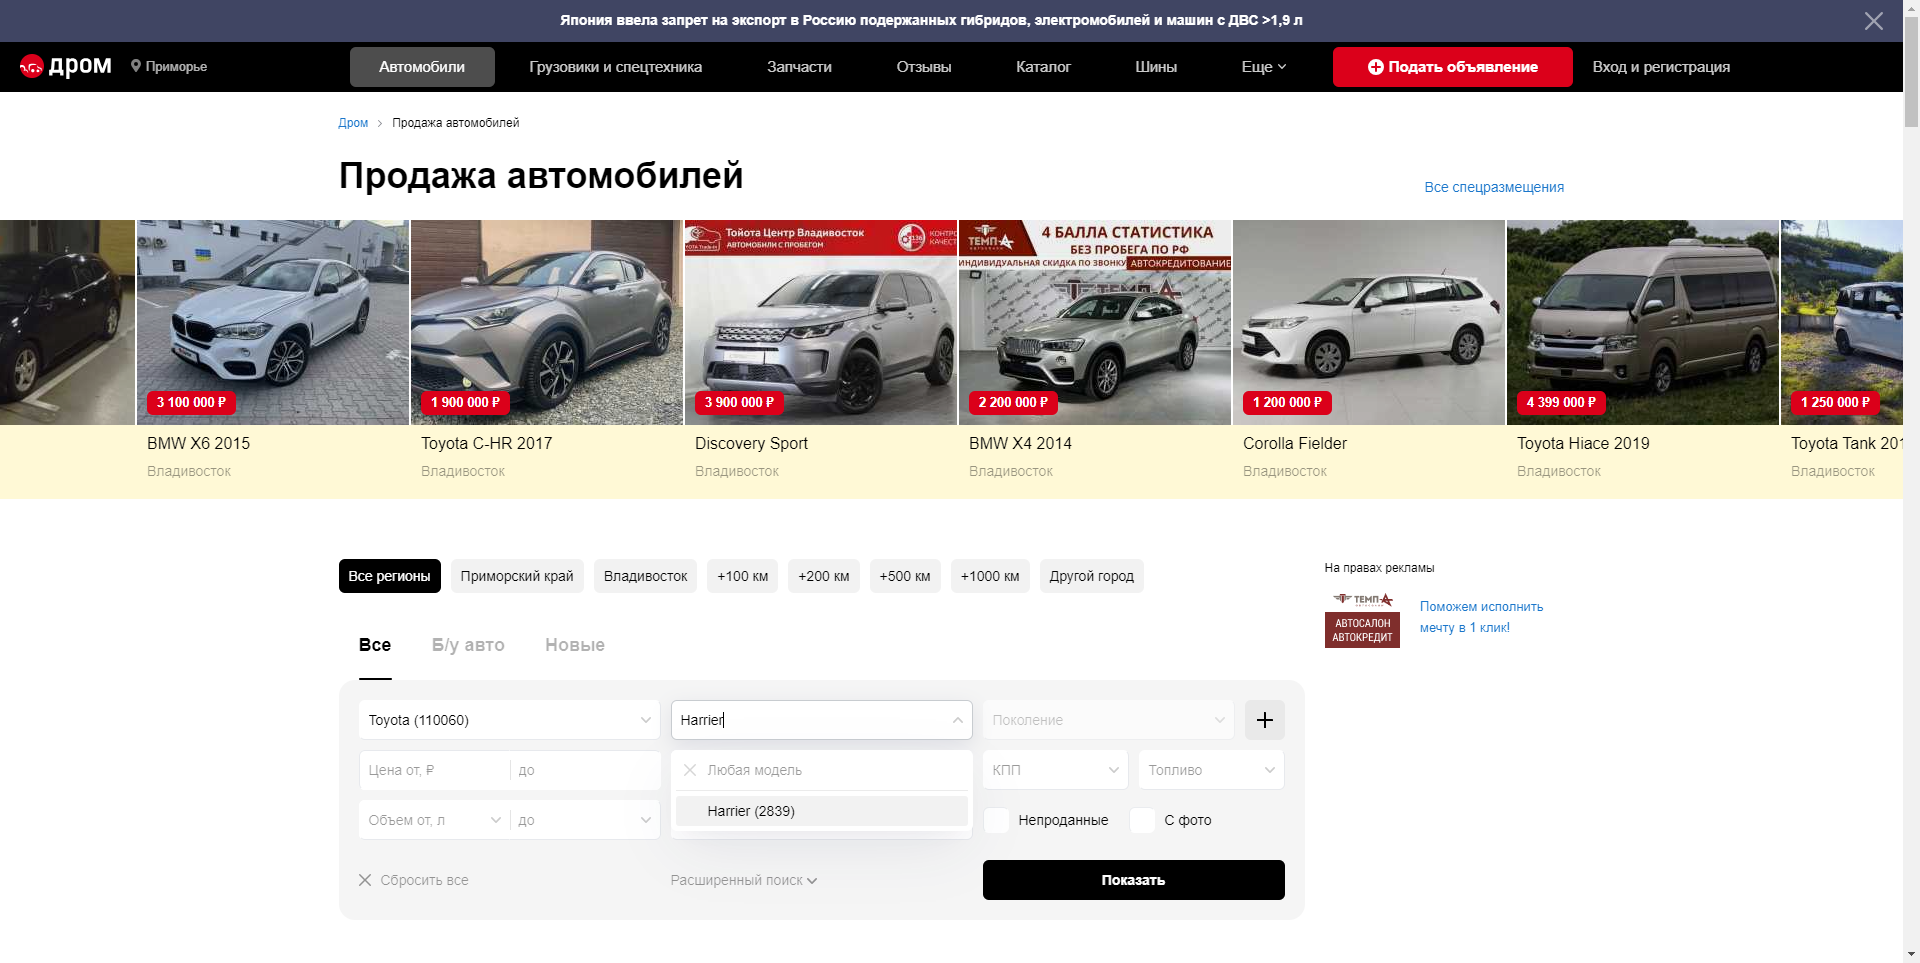 Япония ввела запрет на экспорт в Россию подержанных гибридов, электромобилей и машин с ДВС >1,9 л
дром
Приморье
Автомобили
Грузовики и спецтехника
Запчасти
Отзывы
Каталог
Шины
Еще
Подать объявление
Вход и регистрация
Дром > Продажа автомобилей
Продажа автомобилей
Все спецразмещения
Тойота Центр Владивосток
АВТОМОБИЛИ С ПРОБЕГОМ
ТЕМП-А
4 БАЛЛА СТАТИСТИКА
БЕЗ ПРОБЕГА ПО РФ
ИНДИВИДУАЛЬНАЯ СКИДКА ПО ЗВОНКУ
АВТОКРЕДИТОВАНИЕ
ТЕМП-А
3 100 000 ₽
1 900 000 ₽
3 900 000 ₽
2 200 000 ₽
1 200 000 ₽
4 399 000 ₽
1 250 000 ₽
BMW X6 2015
Владивосток
Toyota C-HR 2017
Владивосток
Discovery Sport
Владивосток
BMW X4 2014
Владивосток
Corolla Fielder
Владивосток
Toyota Hiace 2019
Владивосток
Toyota Tank 201
Владивосток
Все регионы
Приморский край
Владивосток
+100 км
+200 км
+500 км
+1000 км
Другой город
На правах рекламы
ТЕМП-А
АВТОСАЛОН
АВТОКРЕДИТ
Поможем исполнить
мечту в 1 клик!
Все
Б/у авто
Новые
Toyota (110060)
Harrier
Поколение
Цена от, ₽
до
Любая модель
КПП
Топливо
Harrier (2839)
Объем от, л
до
Непроданные
С фото
Сбросить все
Расширенный поиск
Показать